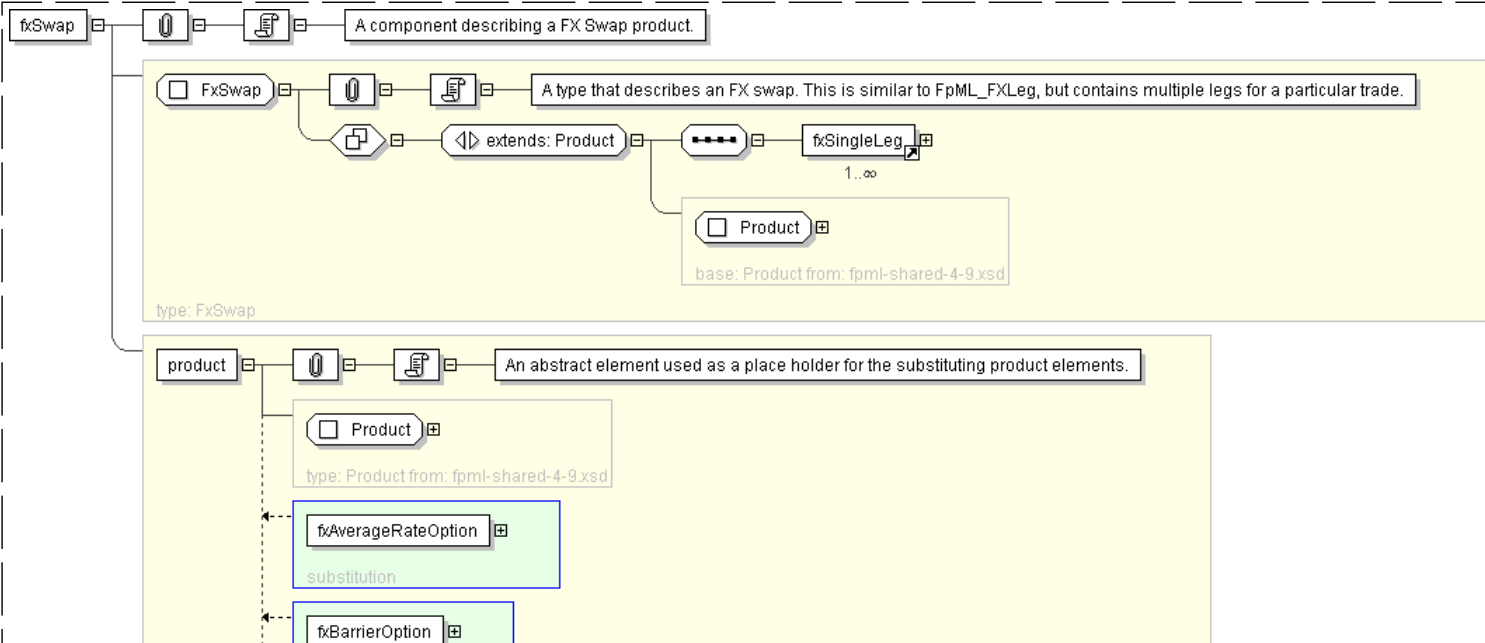 fxSwap
A component describing a FX Swap product.
FxSwap
A type that describes an FX swap. This is similar to FpML_FXLeg, but contains multiple legs for a particular trade.
extends: Product
fxSingleLeg
1..∞
Product
base: Product from: fpml-shared-4-9.xsd
type: FxSwap
product
An abstract element used as a place holder for the substituting product elements.
Product
type: Product from: fpml-shared-4-9.xsd
fxAverageRateOption
substitution
fxBarrierOption